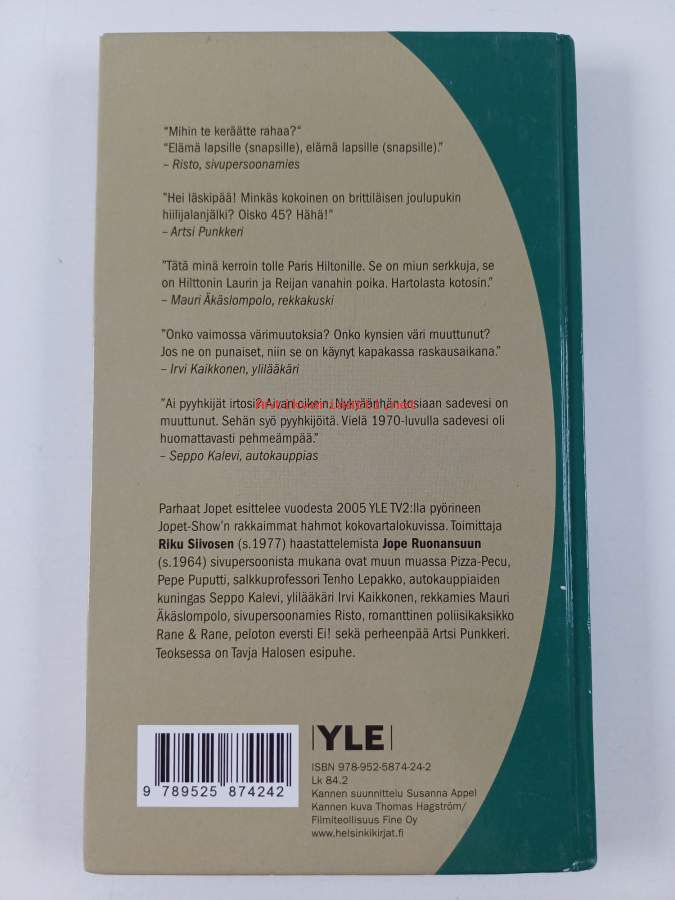 "Mihin te keräätte rahaa?"
"Elämä lapsille (snapsille), elämä lapsille (snapsille)."
– Risto, sivupersoonamies
"Hei läskipää! Minkäs kokoinen on brittiläisen joulupukin
hiilijalanjälki? Oisko 45? Hähä!"
– Artsi Punkkeri
"Tätä minä kerroin tolle Paris Hiltonille. Se on miun serkkuja, se
on Hilttonin Laurin ja Reijan vanahin poika. Hartolasta kotosin."
– Mauri Äkäslompolo, rekkakuski
"Onko vaimossa värimuutoksia? Onko kynsien väri muuttunut?
Jos ne on punaiset, niin se on käynyt kapakassa raskausaikana."
– Irvi Kaikkonen, ylilääkäri
"Ai pyyhkijät irtosi? Aivan oikein. Nykyäänhän tosiaan sadevesi on
muuttunut. Sehän syö pyyhkijöitä. Vielä 1970-luvulla sadevesi oli
huomattavasti pehmeämpää."
– Seppo Kalevi, autokauppias
Parhaat Jopet esittelee vuodesta 2005 YLE TV2:lla pyörineen
Jopet-Show'n rakkaimmat hahmot kokovartalokuvissa. Toimittaja
Riku Siivosen (s.1977) haastattelemista Jope Ruonansuun
(s.1964) sivupersoonista mukana ovat muun muassa Pizza-Pecu,
Pepe Puputti, salkkuprofessori Tenho Lepakko, autokauppiaiden
kuningas Seppo Kalevi, ylilääkäri Irvi Kaikkonen, rekkamies Mauri
Äkäslompolo, sivupersoonamies Risto, romanttinen poliisikaksikko
Rane & Rane, peloton eversti Ei! sekä perheenpää Artsi Punkkeri.
Teoksessa on Tavja Halosen esipuhe.
YLE
ISBN 978-952-5874-24-2
Lk 84.2
Kannen suunnittelu Susanna Appel
Kannen kuva Thomas Hagström/
Filmiteollisuus Fine Oy
www.helsinkikirjat.fi
9 789525 874242